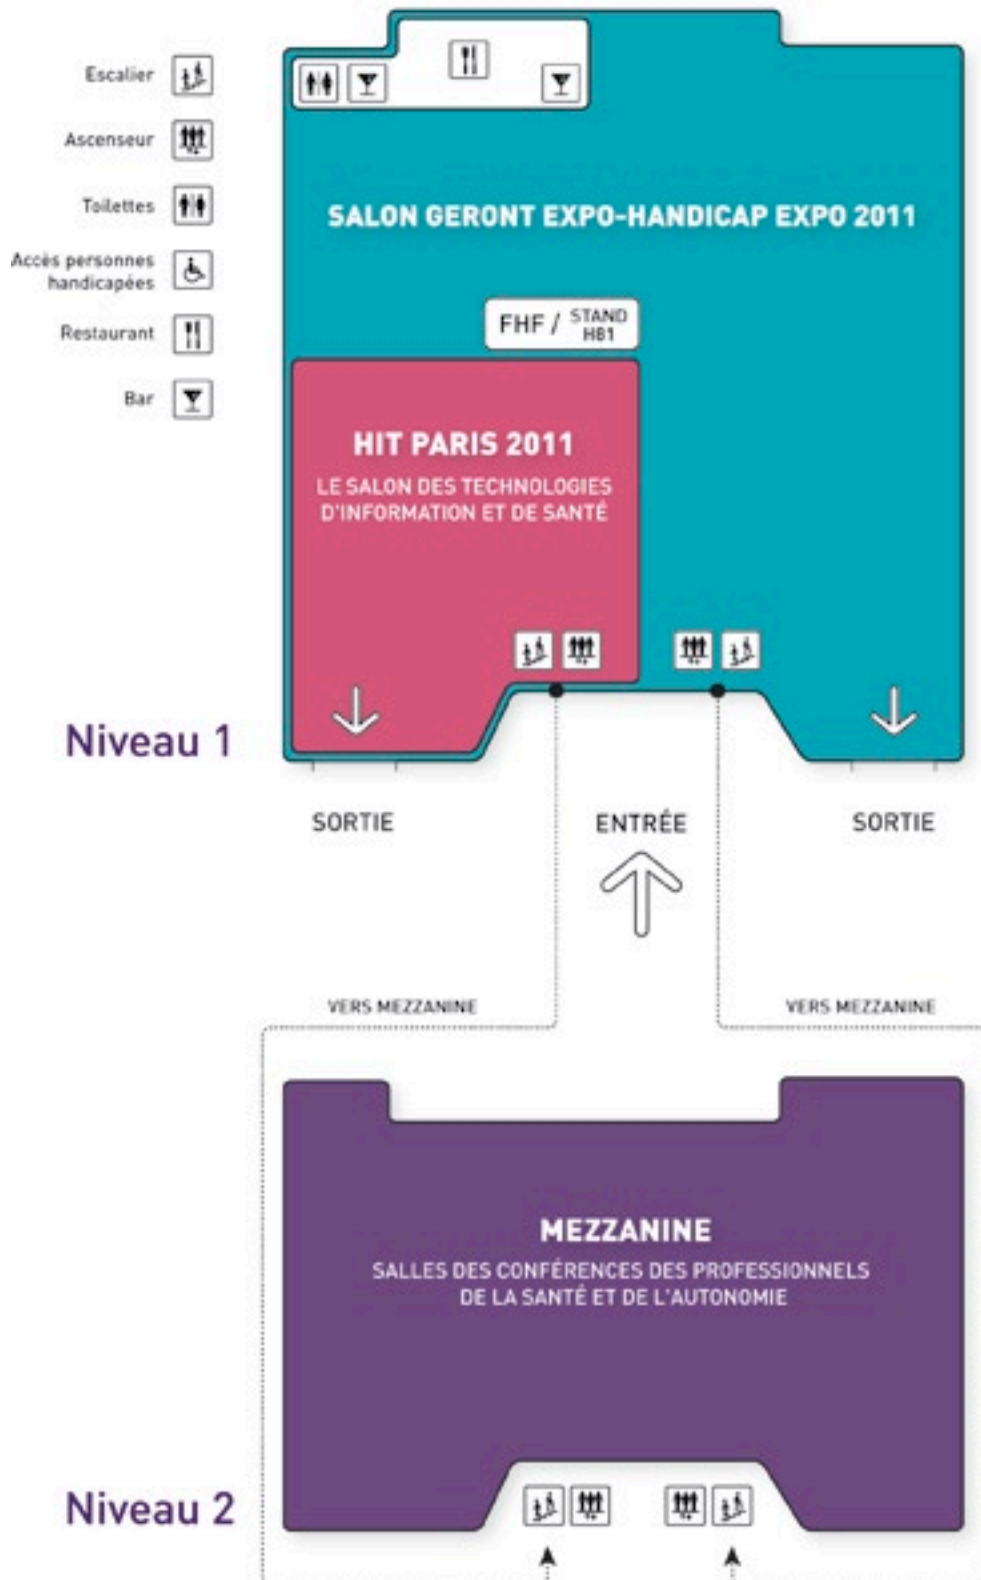 Escalier
Ascenseur
Toilettes
Accès personnes
handicapées
Restaurant
Bar
SALON GERONT EXPO-HANDICAP EXPO 2011
FHF / STAND
H81
HIT PARIS 2011
LE SALON DES TECHNOLOGIES
D'INFORMATION ET DE SANTÉ
Niveau 1
SORTIE
ENTRÉE
SORTIE
VERS MEZZANINE
VERS MEZZANINE
MEZZANINE
SALLES DES CONFÉRENCES DES PROFESSIONNELS
DE LA SANTÉ ET DE L'AUTONOMIE
Niveau 2